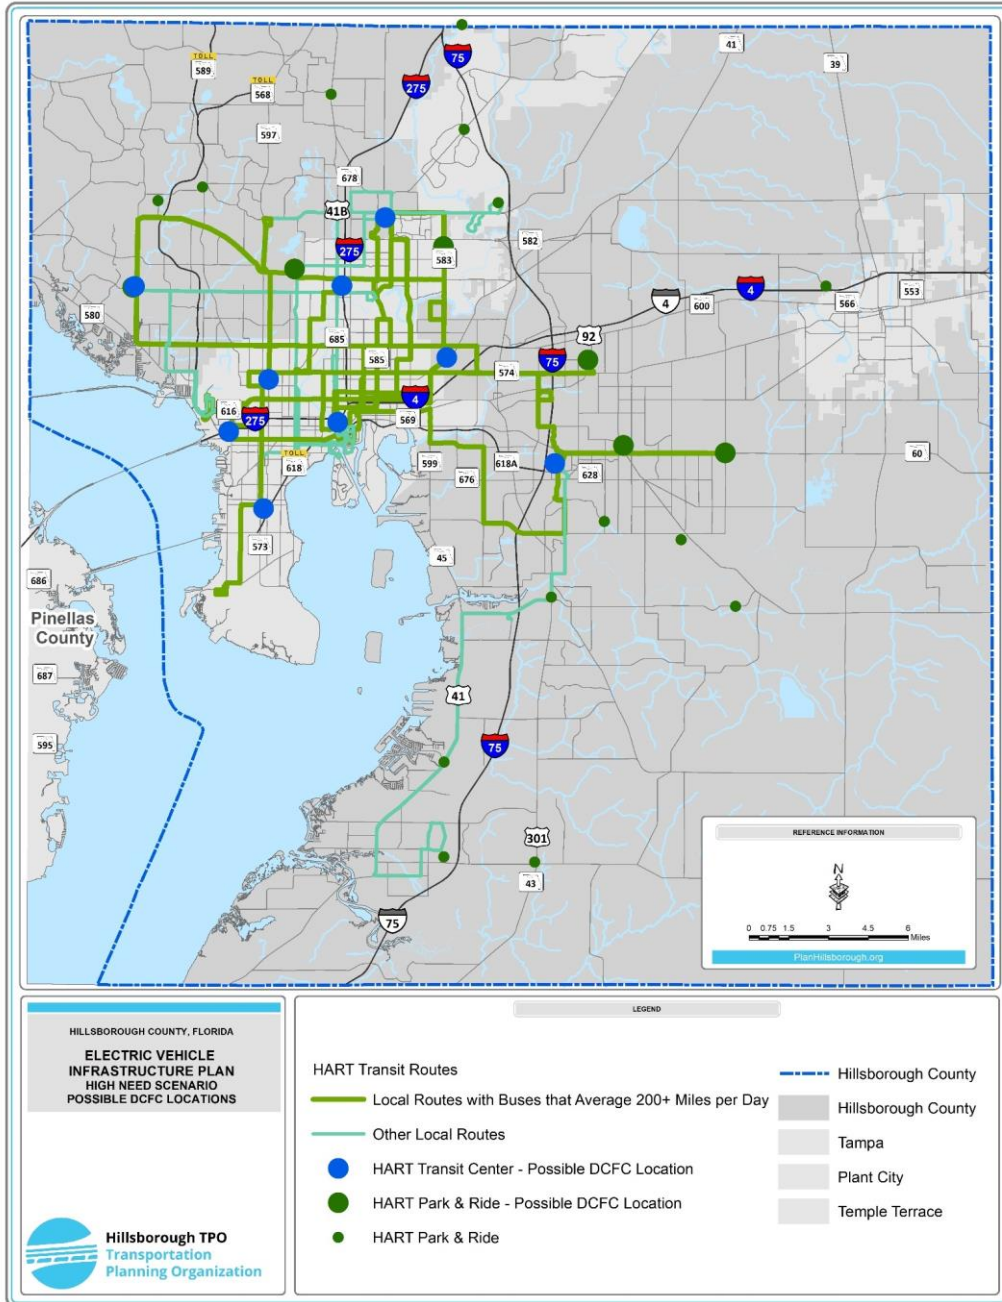 75
41
275
39
TOLL
589
TOLL
568
597
678
41B
275
582
583
4
4
600
566
553
580
92
685
585
75
574
4
616
275
569
TOLL
618
599
618A
60
676
628
573
45
686
Pinellas
County
687
41
595
75
301
43
75
REFERENCE INFORMATION
N
0 0.75 1.5 3 4.5 6
Miles
PlanHillsborough.org
HILLSBOROUGH COUNTY, FLORIDA
ELECTRIC VEHICLE
INFRASTRUCTURE PLAN
HIGH NEED SCENARIO
POSSIBLE DCFC LOCATIONS
Hillsborough TPO
Transportation
Planning Organization
LEGEND
HART Transit Routes
Local Routes with Buses that Average 200+ Miles per Day
Other Local Routes
HART Transit Center - Possible DCFC Location
HART Park & Ride - Possible DCFC Location
HART Park & Ride
Hillsborough County
Hillsborough County
Tampa
Plant City
Temple Terrace